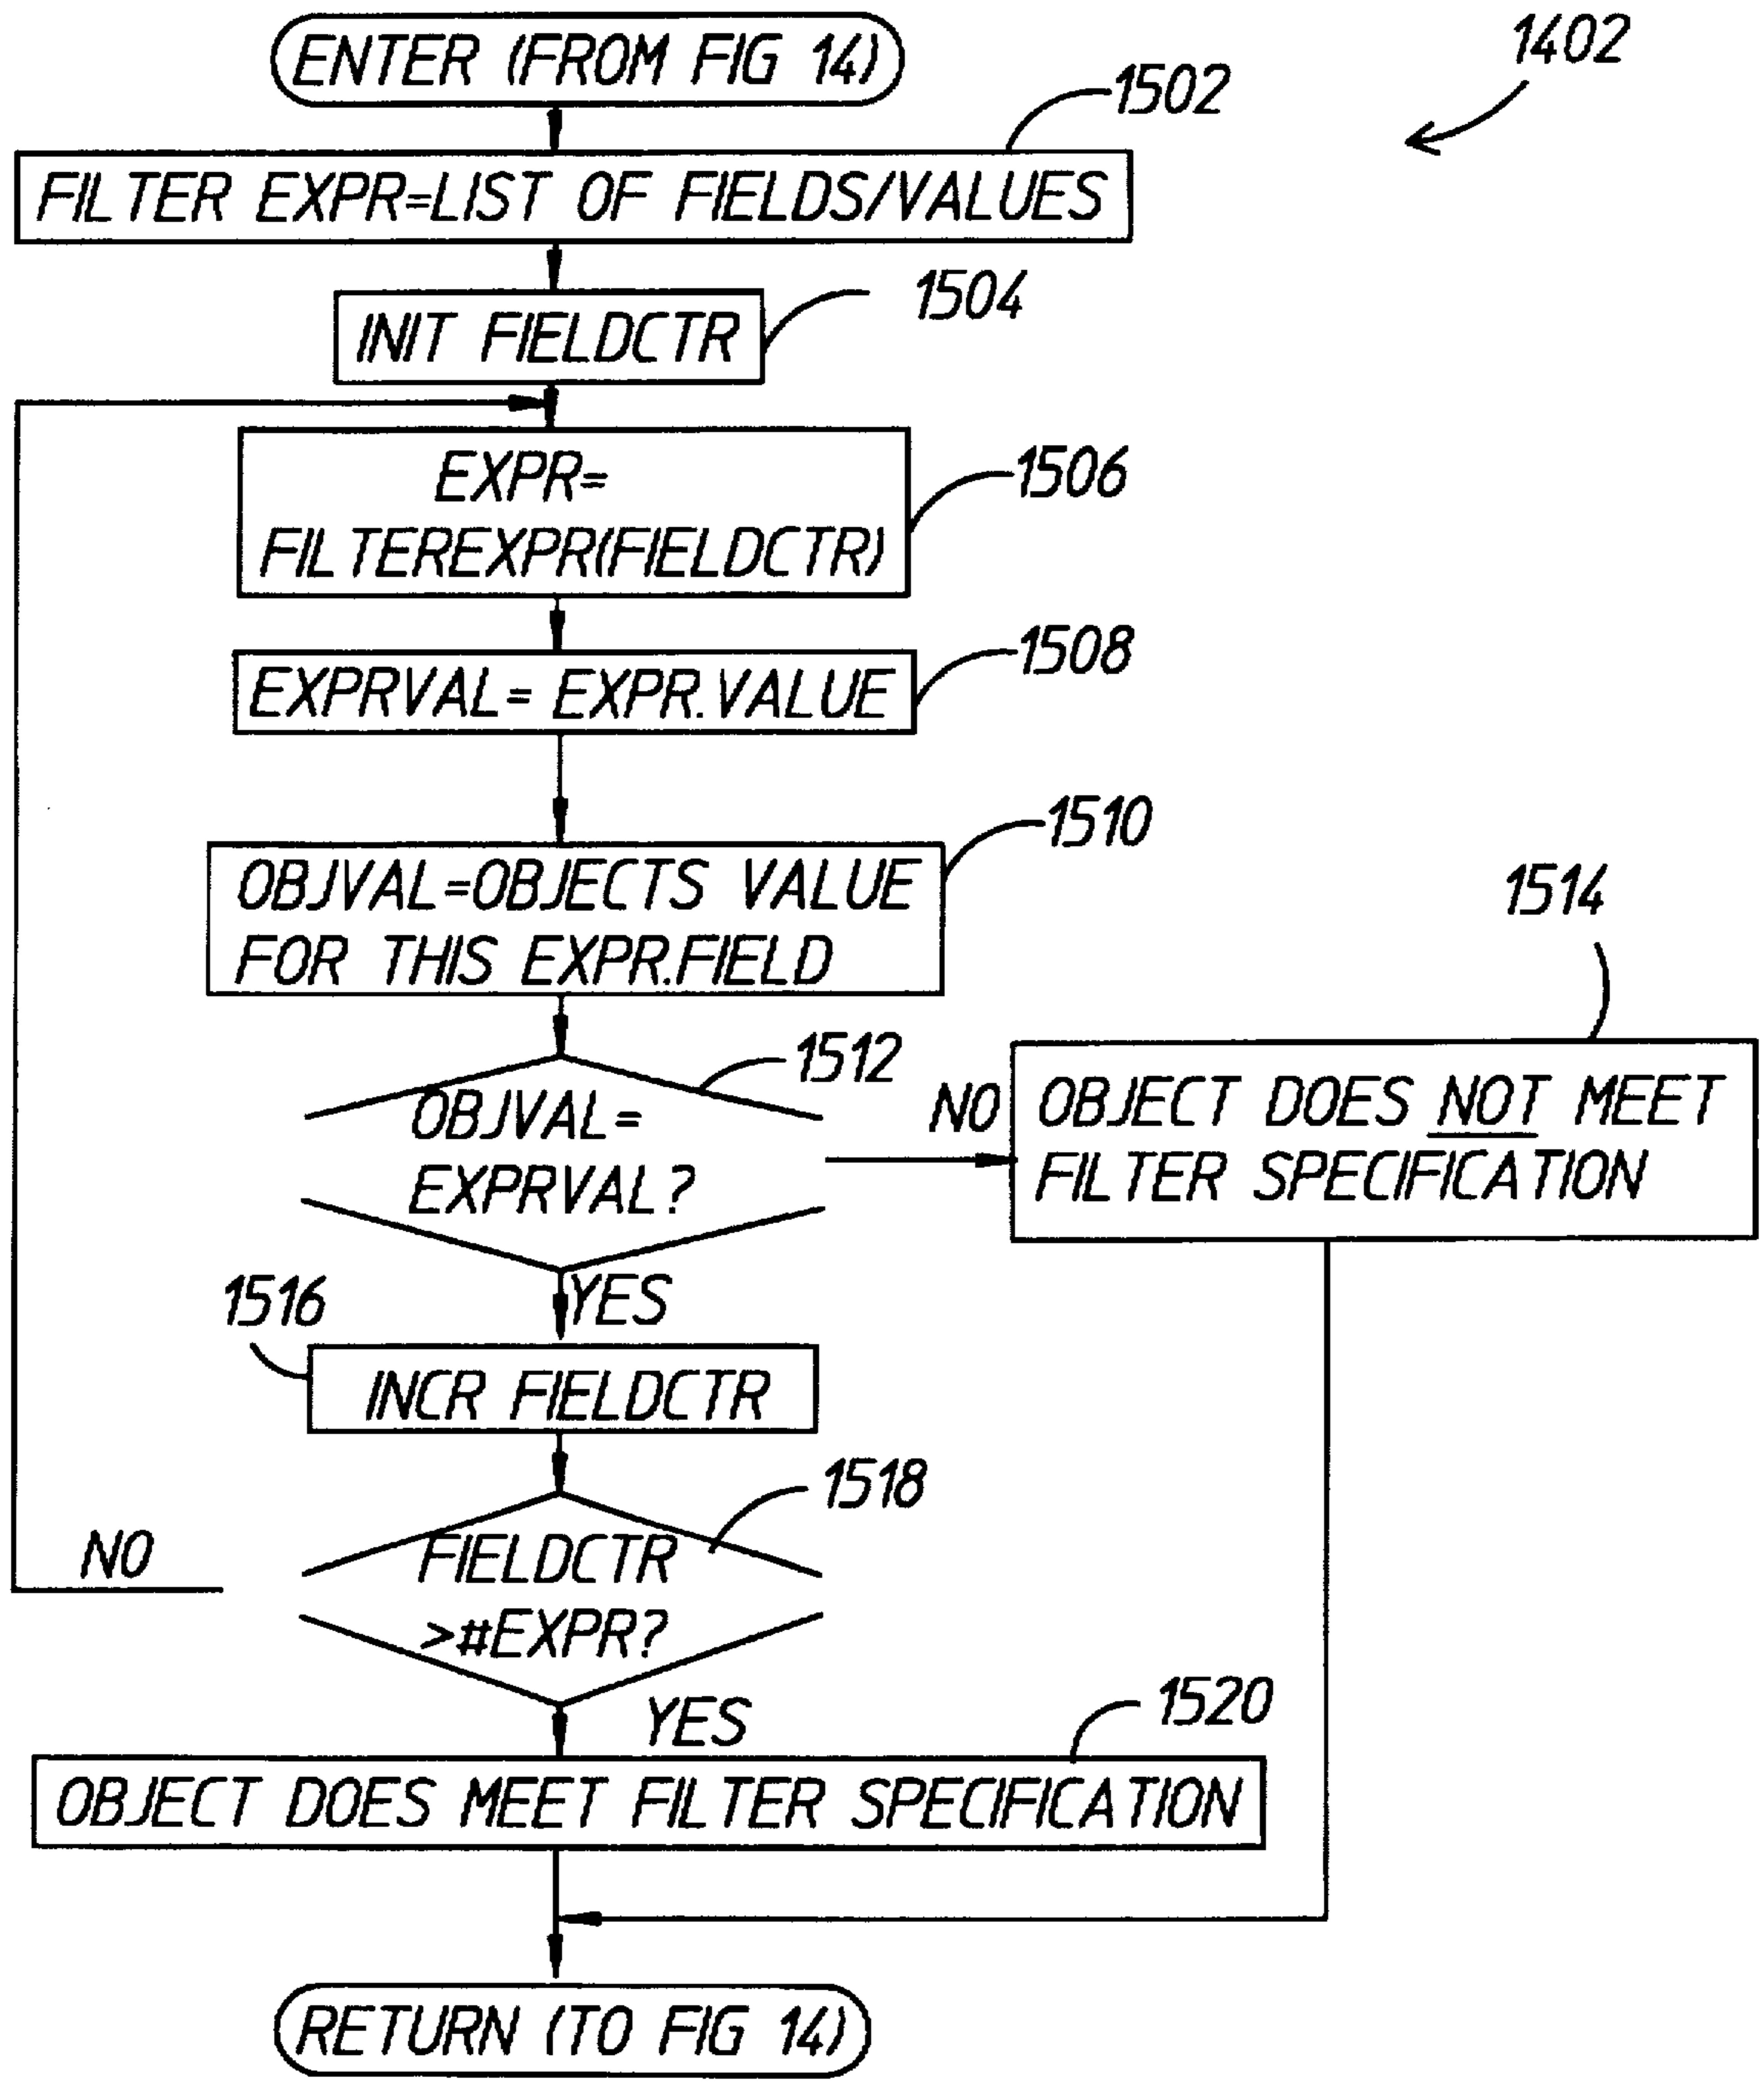 1402
ENTER (FROM FIG 14)
1502
FILTER EXPR=LIST OF FIELDS/VALUES
1504
INIT FIELDCTR
1506
EXPR=
FILTEREXPR(FIELDCTR)
1508
EXPRVAL= EXPR.VALUE
1510
OBJVAL=OBJECTS VALUE
FOR THIS EXPR.FIELD
1512
OBJVAL=
EXPRVAL?
NO
1514
OBJECT DOES NOT MEET
FILTER SPECIFICATION
YES
1516
INCR FIELDCTR
1518
FIELDCTR
>#EXPR?
NO
YES
1520
OBJECT DOES MEET FILTER SPECIFICATION
RETURN (TO FIG 14)